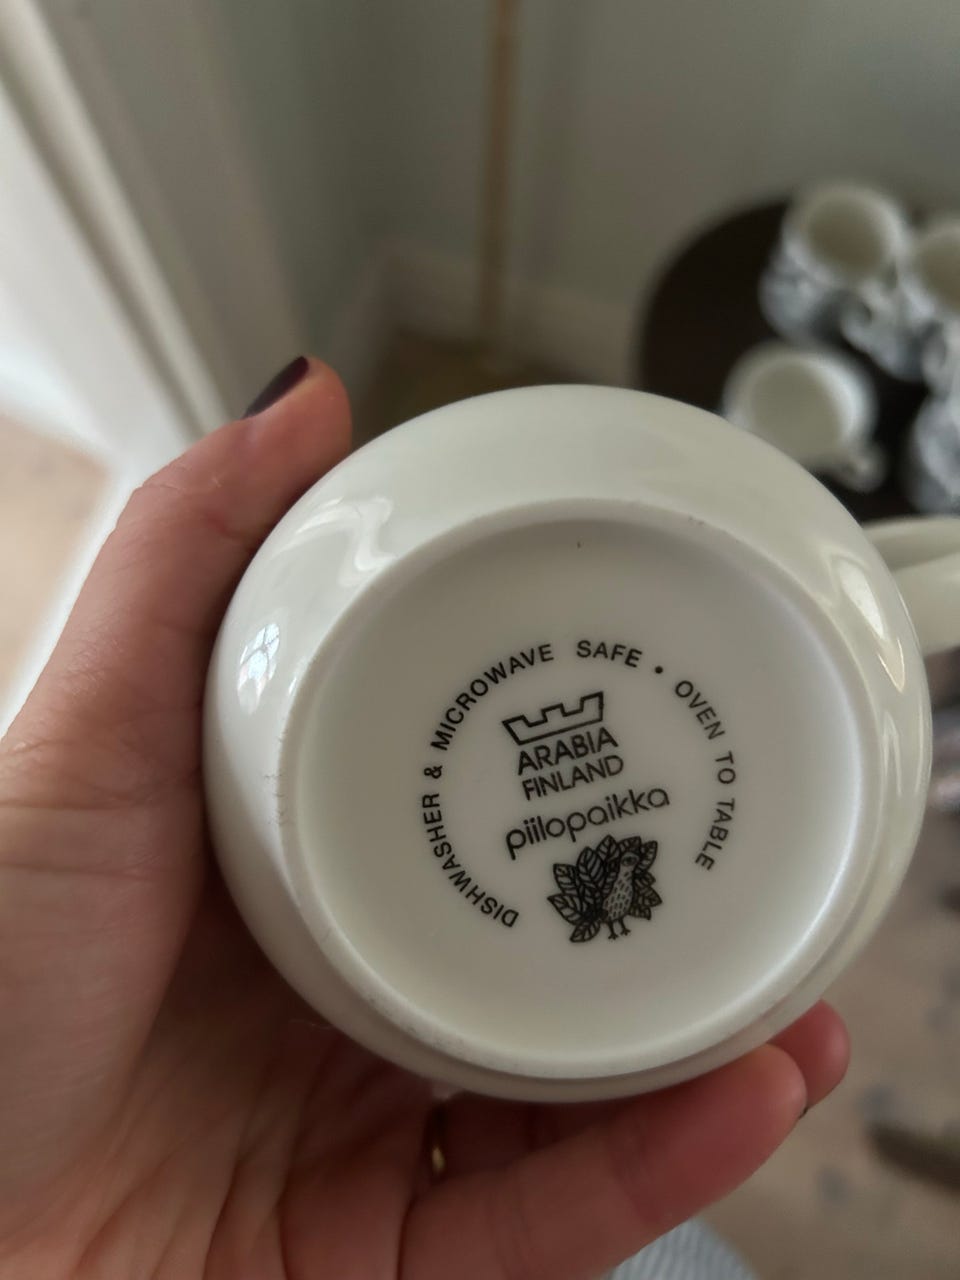 DISHWASHER & MICROWAVE SAFE • OVEN TO TABLE
ARABIA
FINLAND
piilopaikka